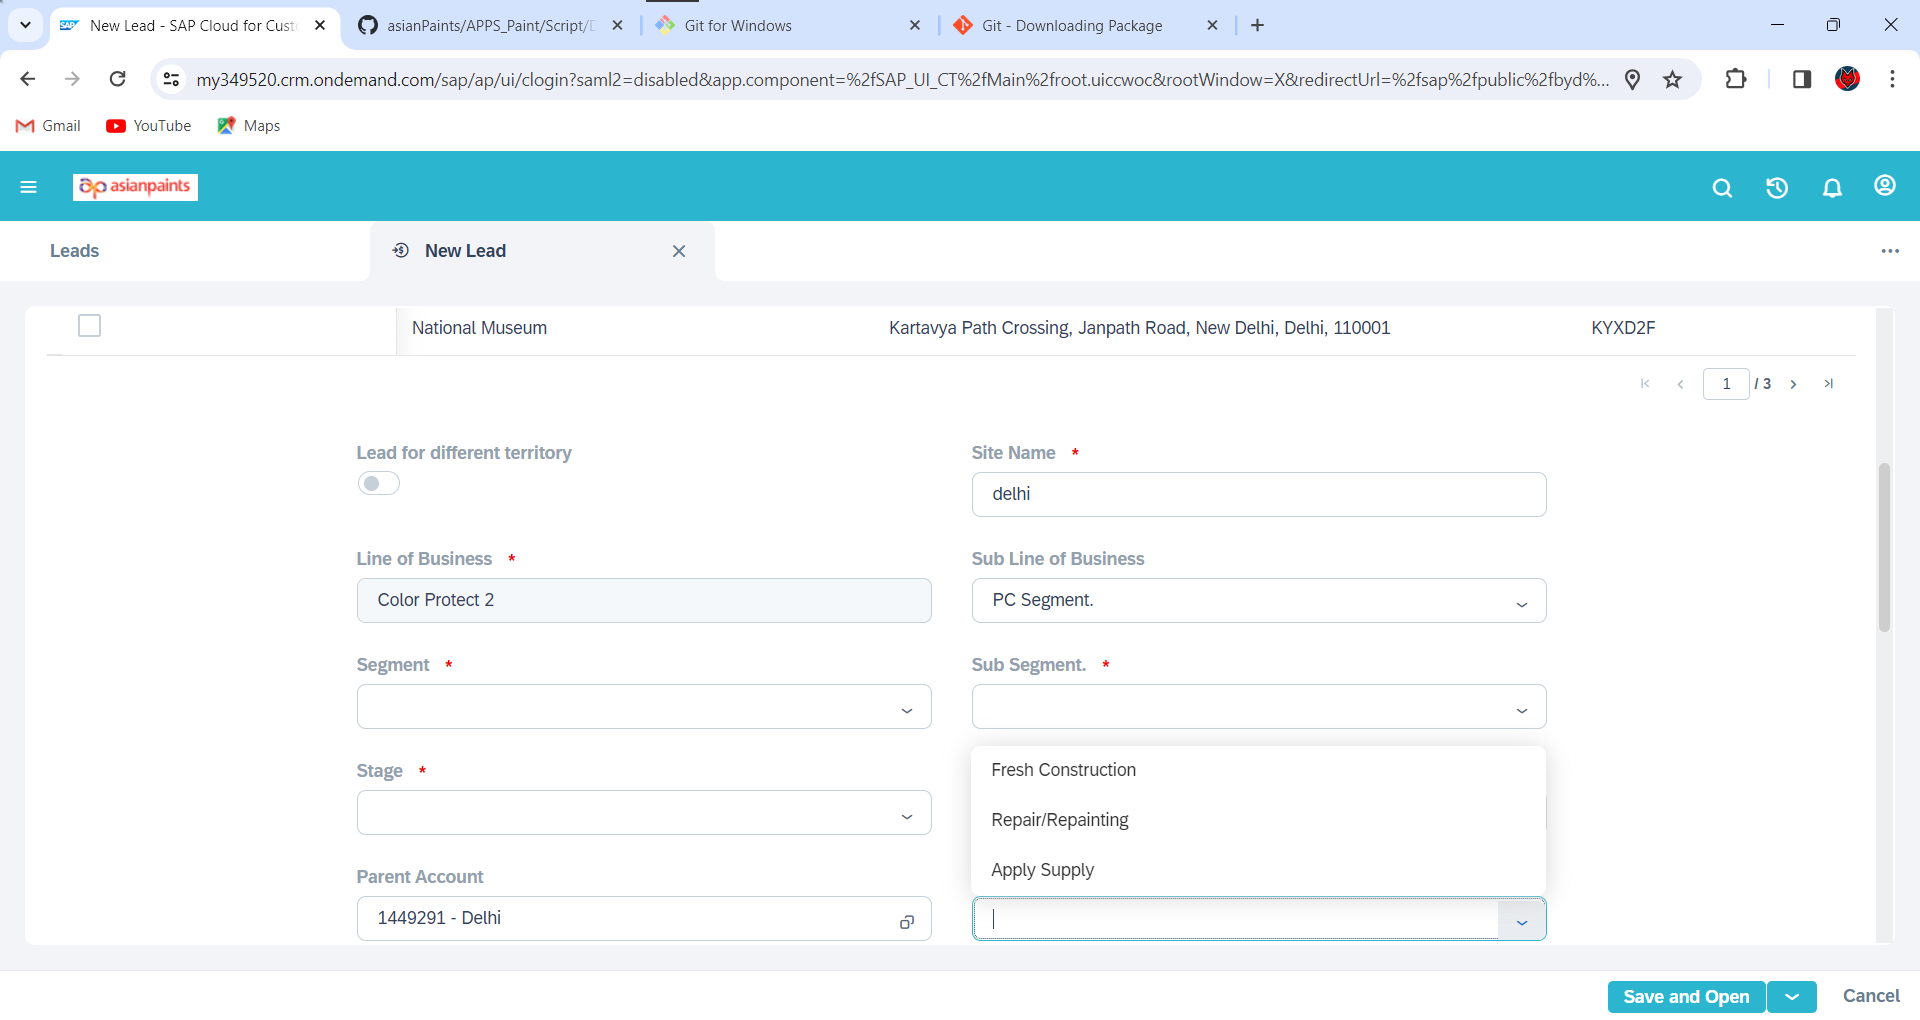 New Lead - SAP Cloud for Custo
asianPaints/APPS_Paint/Script/D
Git for Windows
Git - Downloading Package
my349520.crm.ondemand.com/sap/ap/ui/clogin?saml2=disabled&app.component=%2fSAP_UI_CT%2fMain%2froot.uiccwoc&rootWindow=X&redirectUrl=%2fsap%2fpublic%2fbyd%...
Gmail
YouTube
Maps
asianpaints
Leads
New Lead
National Museum
Kartavya Path Crossing, Janpath Road, New Delhi, Delhi, 110001
KYXD2F
1 / 3
Lead for different territory
Site Name *
delhi
Line of Business *
Sub Line of Business
Color Protect 2
PC Segment.
Segment *
Sub Segment. *
Stage *
Fresh Construction
Repair/Repainting
Apply Supply
Parent Account
1449291 - Delhi
Save and Open
Cancel